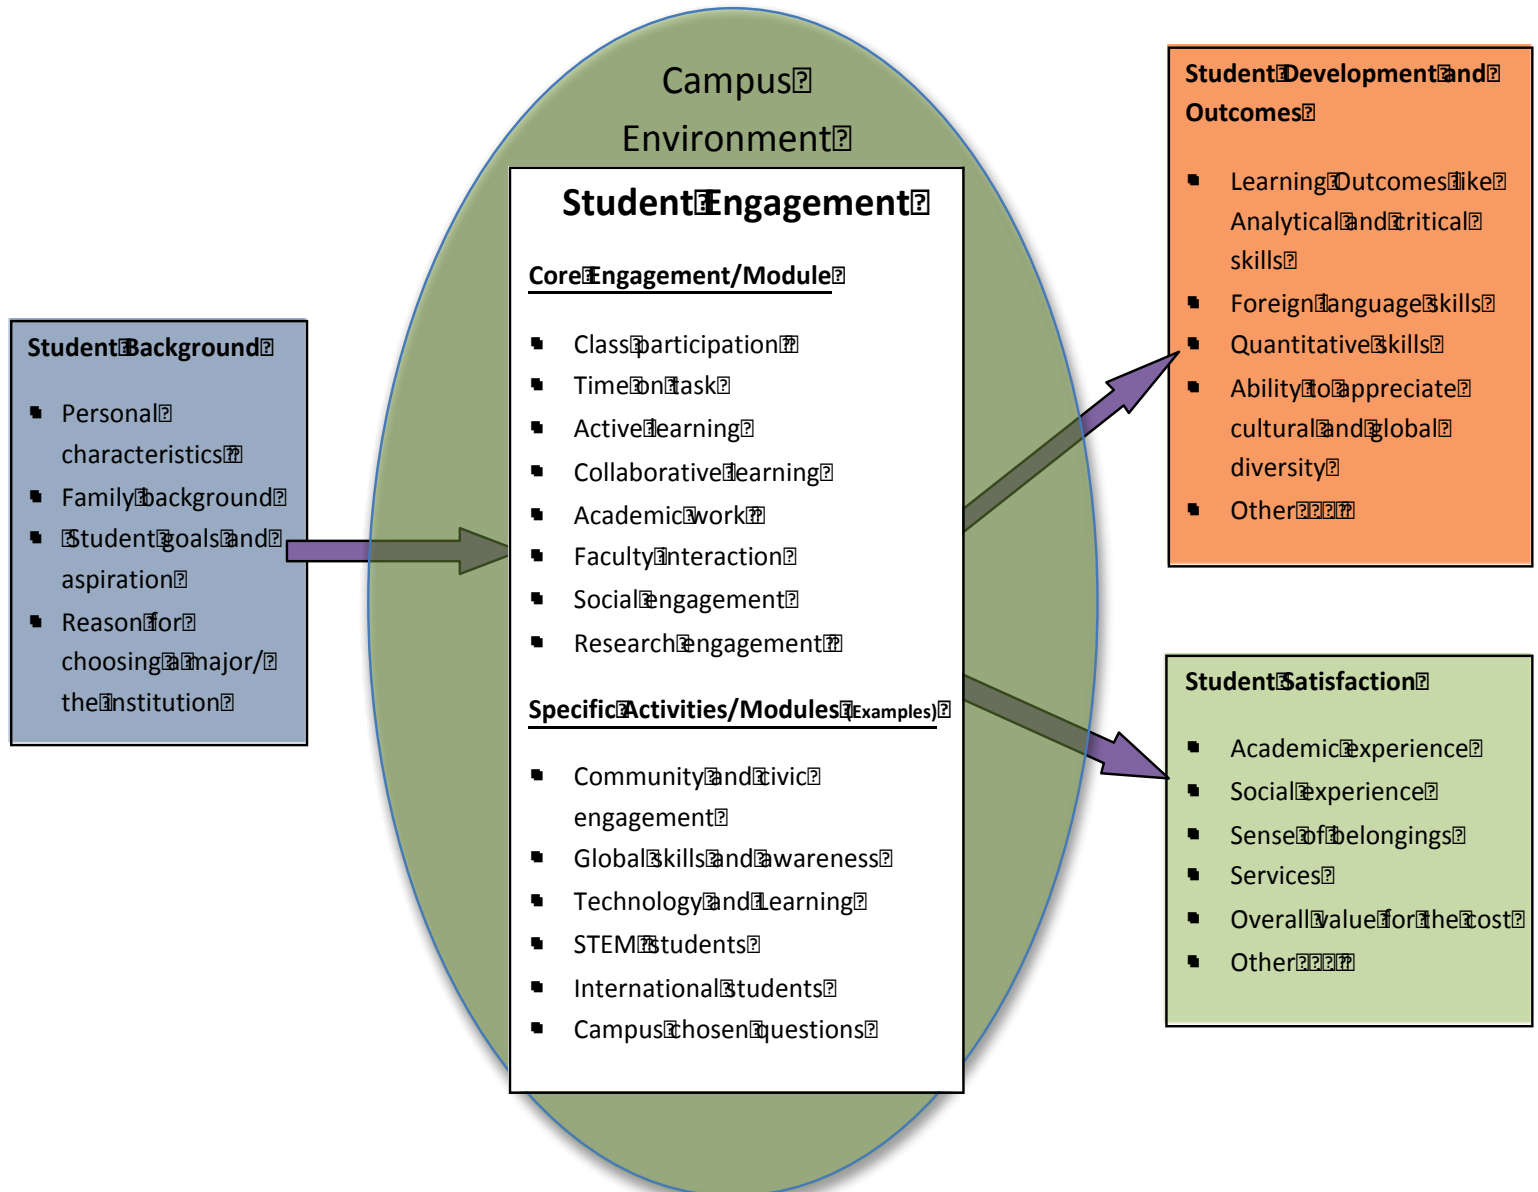 Campus
Environment
Student Engagement
Core Engagement/Module
Class participation
Time on task
Active learning
Collaborative learning
Academic work
Faculty interaction
Social engagement
Research engagement
Specific Activities/Modules (Examples)
Community and civic
engagement
Global skills and awareness
Technology and Learning
STEM students
International students
Campus chosen questions
Student Background
Personal
characteristics
Family background
Student goals and
aspiration
Reason for
choosing a major/
the institution
Student Development and
Outcomes
Learning Outcomes like
Analytical and critical
skills
Foreign language skills
Quantitative skills
Ability to appreciate
cultural and global
diversity
Other
Student Satisfaction
Academic experience
Social experience
Sense of belongings
Services
Overall value for the cost
Other